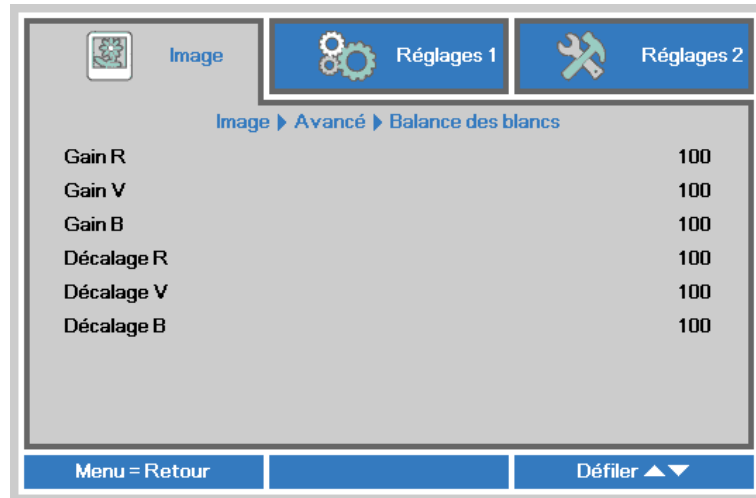 Image
Réglages 1
Réglages 2
Image ▶ Avancé ▶ Balance des blancs
Gain R 100
Gain V 100
Gain B 100
Décalage R 100
Décalage V 100
Décalage B 100
Menu = Retour
Défiler ▲▼